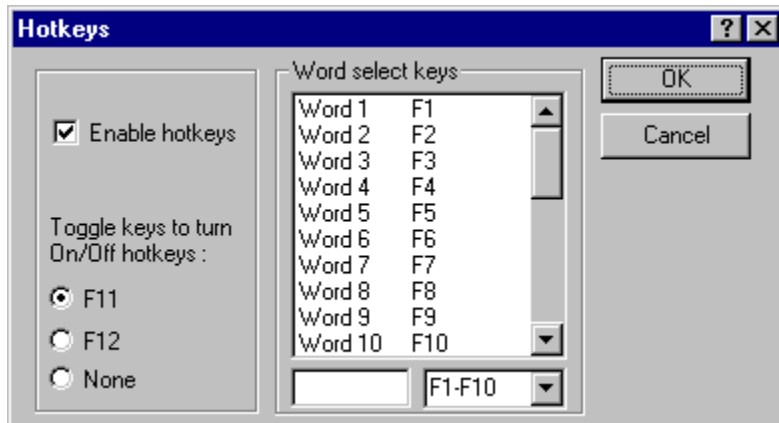 Hotkeys
Enable hotkeys
Toggle keys to turn
On/Off hotkeys :
F11
F12
None
Word select keys
Word 1 F1
Word 2 F2
Word 3 F3
Word 4 F4
Word 5 F5
Word 6 F6
Word 7 F7
Word 8 F8
Word 9 F9
Word 10 F10
F1-F10
OK
Cancel